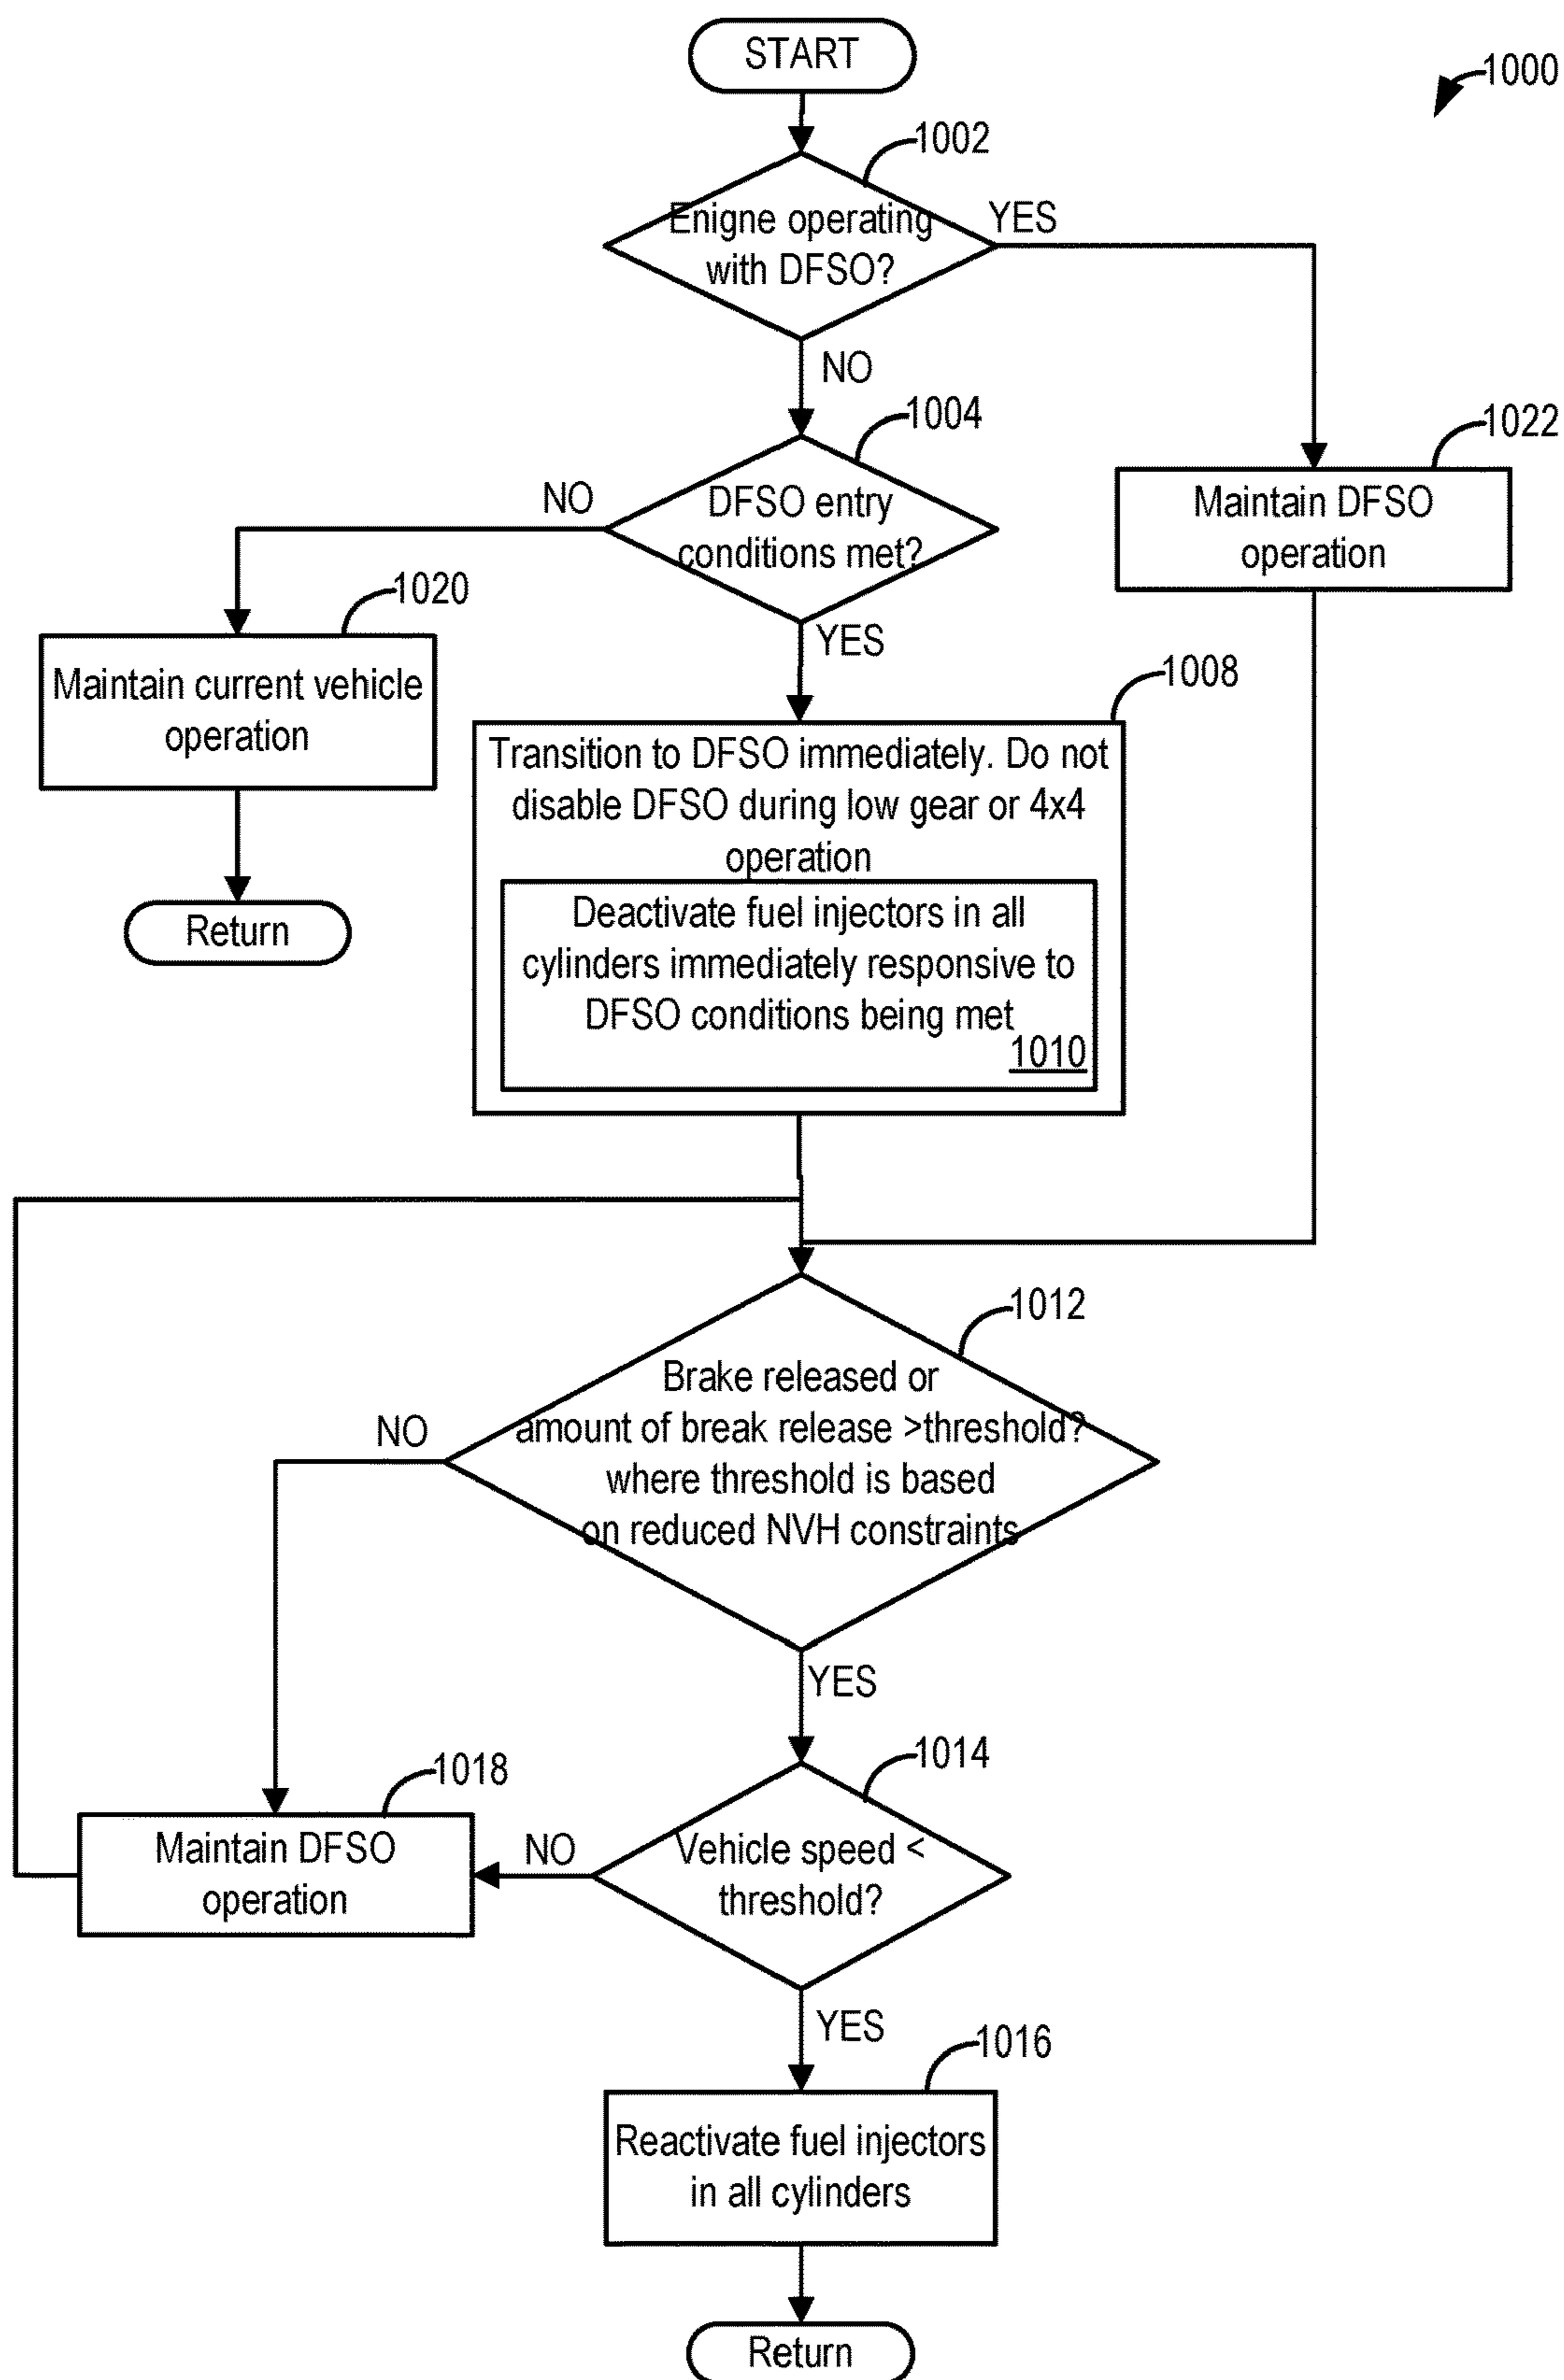 START
1000
1002
Enigne operating
with DFSO?
YES
NO
1004
DFSO entry
conditions met?
NO
YES
1022
Maintain DFSO
operation
1020
Maintain current vehicle
operation
Return
1008
Transition to DFSO immediately. Do not
disable DFSO during low gear or 4x4
operation
Deactivate fuel injectors in all
cylinders immediately responsive to
DFSO conditions being met
1010
1012
Brake released or
amount of break release >threshold?
where threshold is based
on reduced NVH constraints
NO
YES
1014
Vehicle speed <
threshold?
NO
YES
1018
Maintain DFSO
operation
1016
Reactivate fuel injectors
in all cylinders
Return